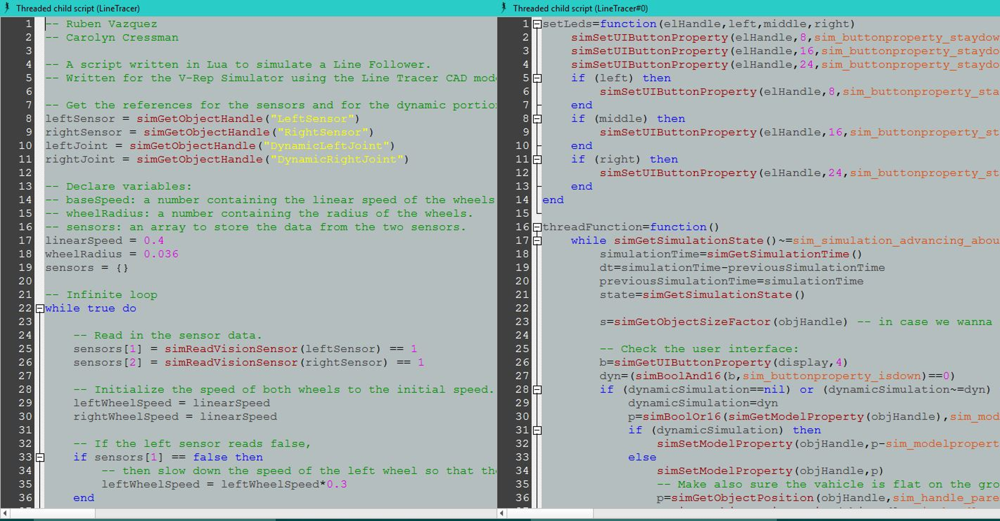 Threaded child script (LineTracer)
1 -- Ruben Vazquez
2 -- Carolyn Cressman
3
4 -- A script written in Lua to simulate a Line Follower.
5 -- Written for the V-Rep Simulator using the Line Tracer CAD mod
6
7 -- Get the references for the sensors and for the dynamic portio
8 leftSensor = simGetObjectHandle("LeftSensor")
9 rightSensor = simGetObjectHandle("RightSensor")
10 leftJoint = simGetObjectHandle("DynamicLeftJoint")
11 rightJoint = simGetObjectHandle("DynamicRightJoint")
12
13 -- Declare variables:
14 -- baseSpeed: a number containing the linear speed of the wheels
15 -- wheelRadius: a number containing the radius of the wheels.
16 -- sensors: an array to store the data from the two sensors.
17 linearSpeed = 0.4
18 wheelRadius = 0.036
19 sensors = {}
20
21 -- Infinite loop
22 while true do
23
24 -- Read in the sensor data.
25 sensors[1] = simReadVisionSensor(leftSensor) == 1
26 sensors[2] = simReadVisionSensor(rightSensor) == 1
27
28 -- Initialize the speed of both wheels to the initial speed.
29 leftWheelSpeed = linearSpeed
30 rightWheelSpeed = linearSpeed
31
32 -- If the left sensor reads false,
33 if sensors[1] == false then
34 -- then slow down the speed of the left wheel so that th
35 leftWheelSpeed = leftWheelSpeed*0.3
36 end
Threaded child script (LineTracer#0)
1 setLeds=function(elHandle,left,middle,right)
2 simSetUIButtonProperty(elHandle,8,sim_buttonproperty_staydow
3 simSetUIButtonProperty(elHandle,16,sim_buttonproperty_staydo
4 simSetUIButtonProperty(elHandle,24,sim_buttonproperty_staydo
5 if (left) then
6 simSetUIButtonProperty(elHandle,8,sim_buttonproperty_sta
7 end
8 if (middle) then
9 simSetUIButtonProperty(elHandle,16,sim_buttonproperty_st
10 end
11 if (right) then
12 simSetUIButtonProperty(elHandle,24,sim_buttonproperty_st
13 end
14 end
15
16 threadFunction=function()
17 while simGetSimulationState()~=sim_simulation_advancing_abou
18 simulationTime=simGetSimulationTime()
19 dt=simulationTime-previousSimulationTime
20 previousSimulationTime=simulationTime
21 state=simGetSimulationState()
22
23 s=simGetObjectSizeFactor(objHandle) -- in case we wanna
24
25 -- Check the user interface:
26 b=simGetUIButtonProperty(display,4)
27 dyn=(simBoolAnd16(b,sim_buttonproperty_isdown)==0)
28 if (dynamicSimulation==nil) or (dynamicSimulation~=dyn)
29 dynamicSimulation=dyn
30 p=simBoolOr16(simGetModelProperty(objHandle),sim_mod
31 if (dynamicSimulation) then
32 simSetModelProperty(objHandle,p-sim_modelpropert
33 else
34 simSetModelProperty(objHandle,p)
35 -- Make also sure the vahicle is flat on the gro
36 p=simGetObjectPosition(objHandle,sim_handle_pare